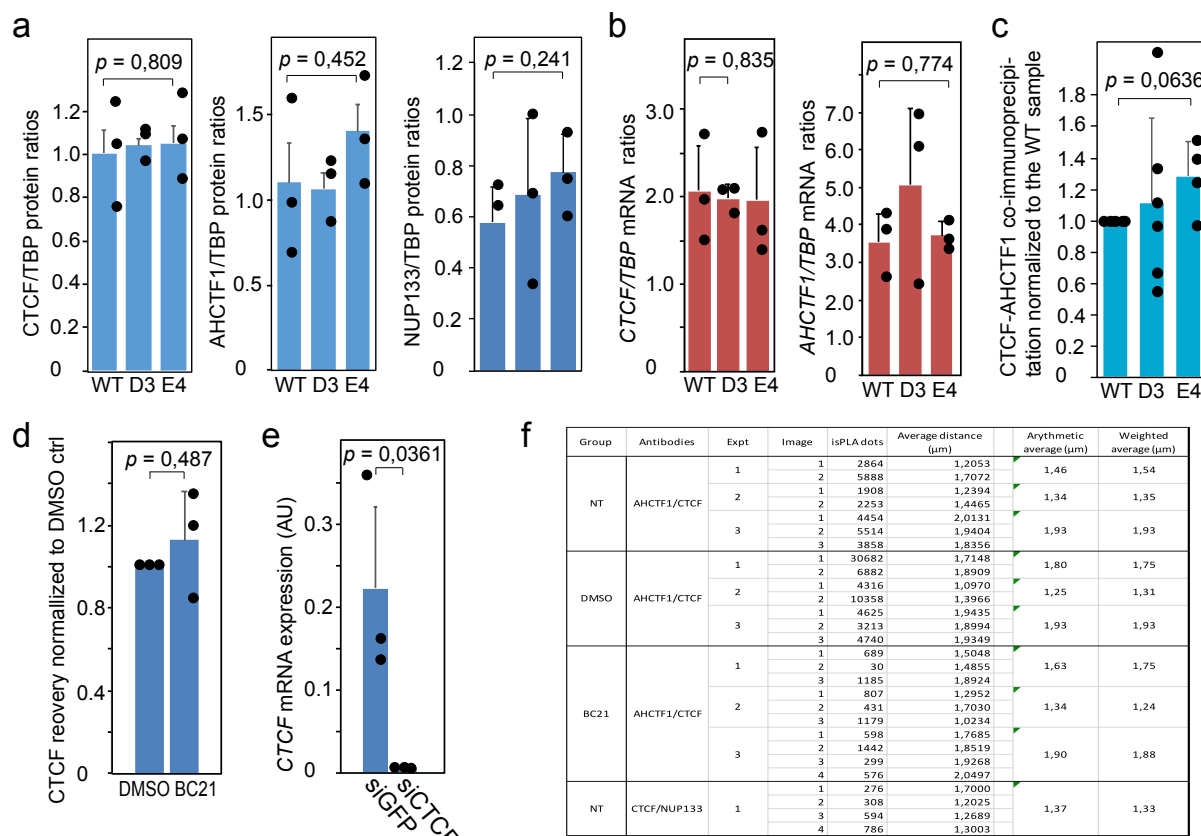 a
b
c
p = 0,809
p = 0,452
p = 0,241
p = 0,835
p = 0,774
p = 0,0636
CTCF/TBP protein ratios
1.2
1.0
0.8
0.6
0.4
1.2
0
WT D3 E4
AHCTF1/TBP protein ratios
1.5
1.0
1.0
0
WT D3 E4
NUP133/TBP protein ratios
1.2
1.0
0.8
0.6
0.4
0.2
0
CTCF/TBP mRNA ratios
3.0
2.0
1.0
0
WT D3 E4
AHCTF1/TBP mRNA ratios
7.0
6.0
5.0
4.0
3.0
4.0
1.0
0
WT D3 E4
CTCF-AHCTF1 co-immunoprecipi-
tation normalized to the WT sample
1.8
1.6
1.4
1.2
1.0
0.8
0.6
0.4
1.2
0
WT D3 E4
d
CTCF reovery normallized to DMSO ctrl
p = 0,487
1.2
0.8
0.4
0
DMSO BC21
e
CTCF mRNA expression (AU)
p = 0,0361
0.3
0.2
0.1
0
siGFP
siCTCF
f
Group Antibodies Expt Image isPLA dots Average distance (µm) Arythmetic average (µm) Weighted average (µm)
NT AHCTF1/CTCF 1 1 2864 1,2053 1,46 1,54
2 5888 1,7072
2 1 1908 1,2394 1,34 1,35
2 2253 1,4465
3 1 4454 2,0131 1,93 1,93
2 5514 1,9404
3 3858 1,8356
DMSO AHCTF1/CTCF 1 1 30682 1,7148 1,80 1,75
2 6882 1,8909
2 1 4316 1,0970 1,25 1,31
2 10358 1,3966
3 1 4625 1,9435 1,93 1,93
2 3213 1,8994
3 4740 1,9349
BC21 AHCTF1/CTCF 1 1 689 1,5048 1,63 1,75
2 30 1,4855
3 1185 1,8924
2 1 807 1,2952 1,34 1,24
2 431 1,7030
3 1179 1,0234
3 1 598 1,7685 1,90 1,88
2 1442 1,8519
3 299 1,9268
4 576 2,0497
NT CTCF/NUP133 1 1 276 1,7000 1,37 1,33
2 308 1,2025
3 594 1,2689
4 786 1,3003